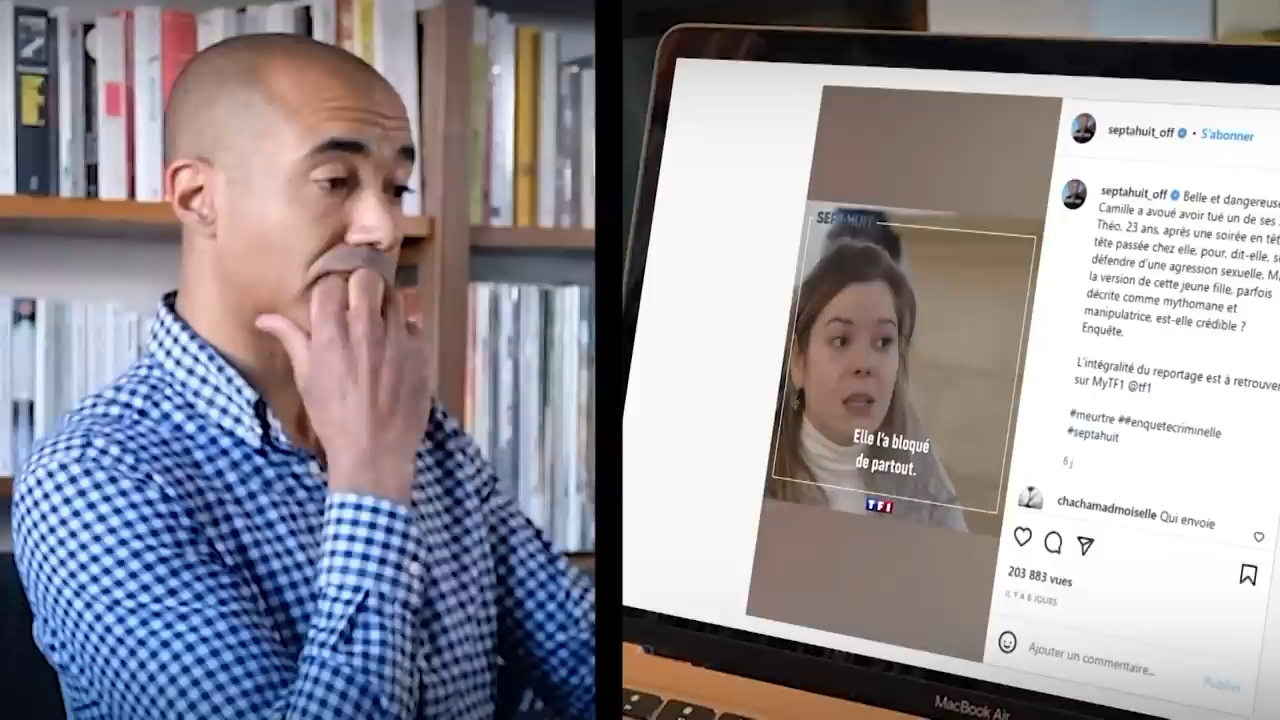 septahuit_off • S'abonner
septahuit_off Belle et dangereuse
Camille a avoué avoir tué un de ses
Théo, 23 ans, après une soirée en tête
tête passée chez elle, pour, dit-elle, se
défendre d'une agression sexuelle. Ma
la version de cette jeune fille, parfois
décrite comme mythomane et
manipulatrice, est-elle crédible ?
Enquête.
L'intégralité du reportage est à retrouver
sur MyTF1 @tf1
#meurtre ##enquetecriminelle
#septahuit
6 j
chachamadmoiselle Qui envoie
203 883 vues
IL Y A 6 JOURS
Ajouter un commentaire...
Publier
SEPT À HUIT
Elle l'a bloqué
de partout.
TF1
MacBook Air